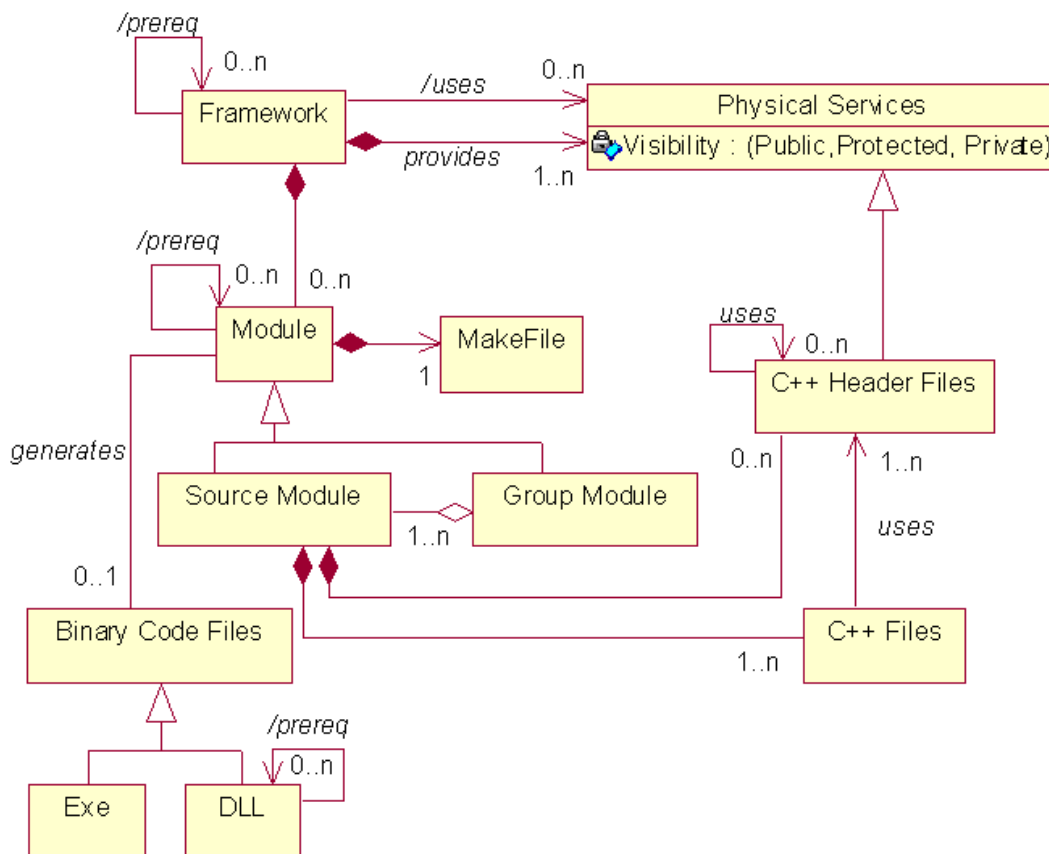 /prereq
0..n
Framework
/uses
0..n
provides
1..n
Physical Services
Visibility : (Public,Protected, Private)
/prereq
0..n
0..n
Module
1
MakeFile
uses
0..n
C++ Header Files
generates
0..n
1..n
Source Module
1..n
Group Module
uses
0..1
Binary Code Files
1..n
C++ Files
/prereq
0..n
Exe
DLL